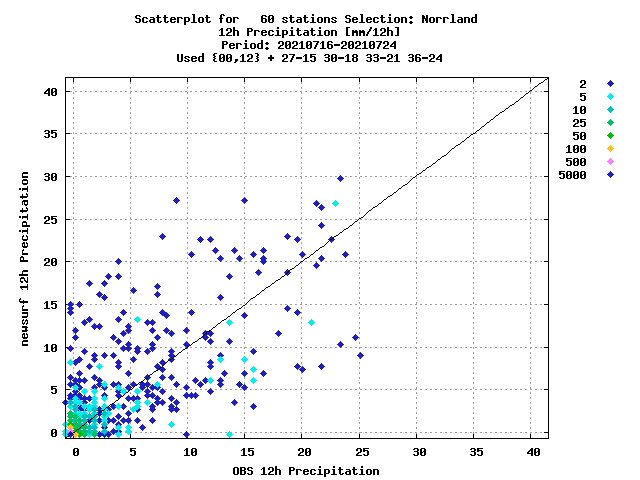 Scatterplot for   60 stations Selection: Norrland
12h Precipitation [mm/12h]
Period: 20210716-20210724
Used {00,12} + 27-15 30-18 33-21 36-24
2
5
10
25
50
100
500
5000
newsurf 12h Precipitation
40
35
30
25
20
15
10
5
0
0 5 10 15 20 25 30 35 40
OBS 12h Precipitation